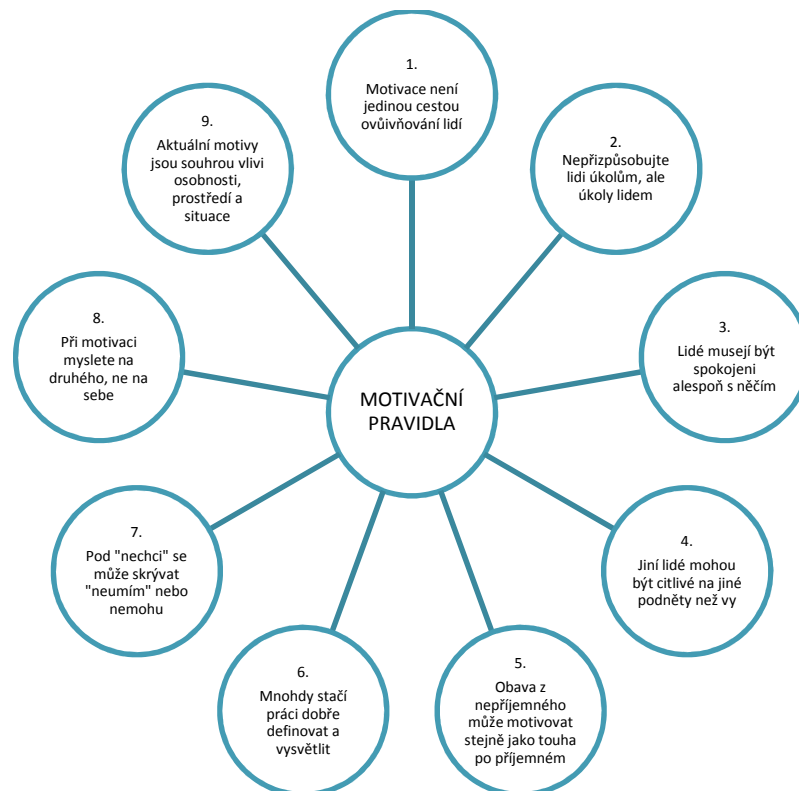 1.
Motivace není
jedinou cestou
ovůivňování lidí
2.
Nepřizpůsobujte
lidi úkolům, ale
úkoly lidem
3.
Lidé musejí být
spokojeni
alespoň s něčím
4.
Jiní lidé mohou
být citlivé na jiné
podněty než vy
5.
Obava z
nepříjemného
může motivovat
stejně jako touha
po příjemném
6.
Mnohdy stačí
práci dobře
definovat a
vysvětlit
7.
Pod "nechci" se
může skrývat
"neumím" nebo
nemohu
8.
Při motivaci
myslete na
druhého, ne na
sebe
9.
Aktuální motivy
jsou souhrou vlivi
osobnosti,
prostředí a
situace
MOTIVAČNÍ
PRAVIDLA